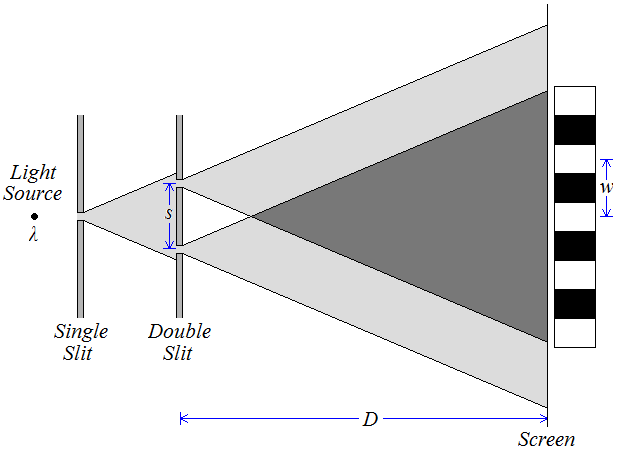 Light
Source
λ
Single
Slit
Double
Slit
s
D
w
Screen